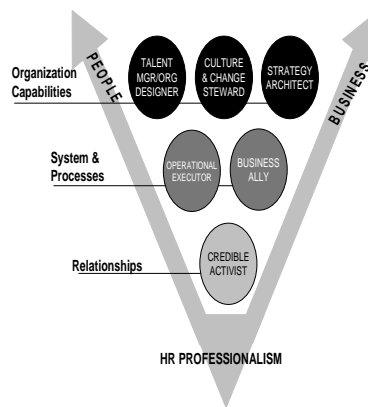 Organization
Capabilities
TALENT
MGR/ORG
DESIGNER
CULTURE
& CHANGE
STEWARD
STRATEGY
ARCHITECT
PEOPLE
BUSINESS
System &
Processes
OPERATIONAL
EXECUTOR
BUSINESS
ALLY
Relationships
CREDIBLE
ACTIVIST
HR PROFESSIONALISM